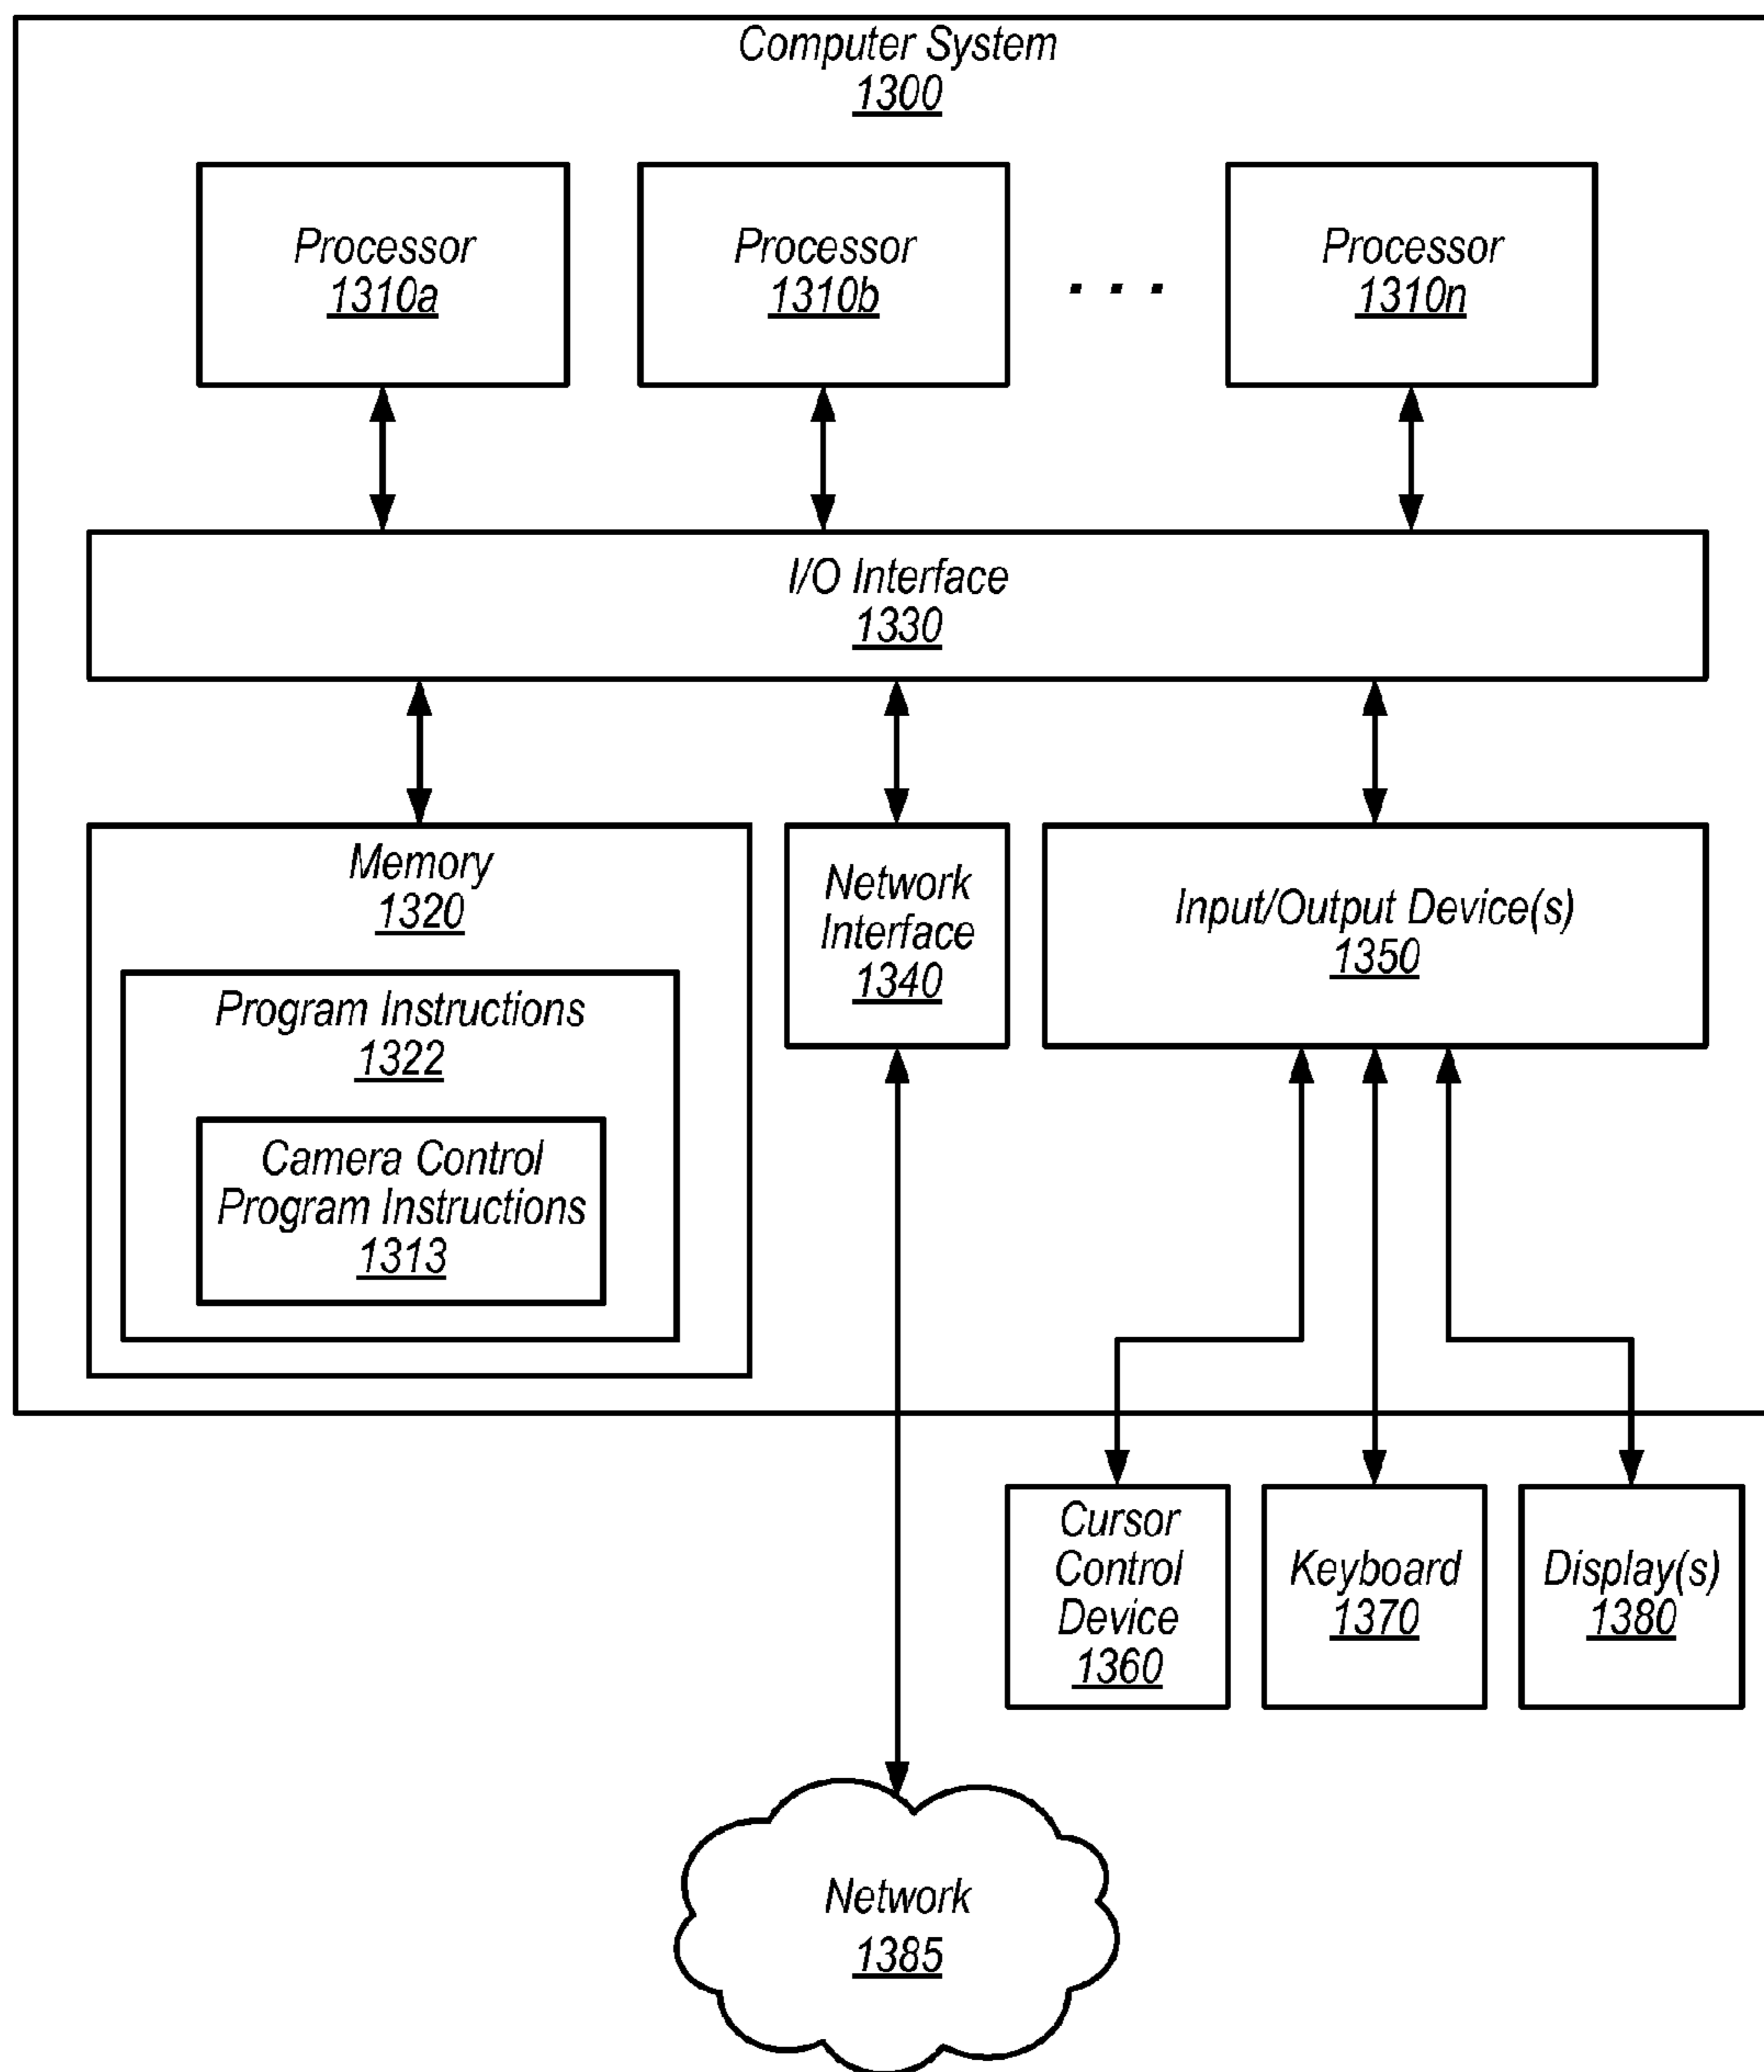 Computer System
1300
Processor
1310a
Processor
1310b
. . .
Processor
1310n
I/O Interface
1330
Memory
1320
Program Instructions
1322
Camera Control
Program Instructions
1313
Network
Interface
1340
Input/Output Device(s)
1350
Cursor
Control
Device
1360
Keyboard
1370
Display(s)
1380
Network
1385